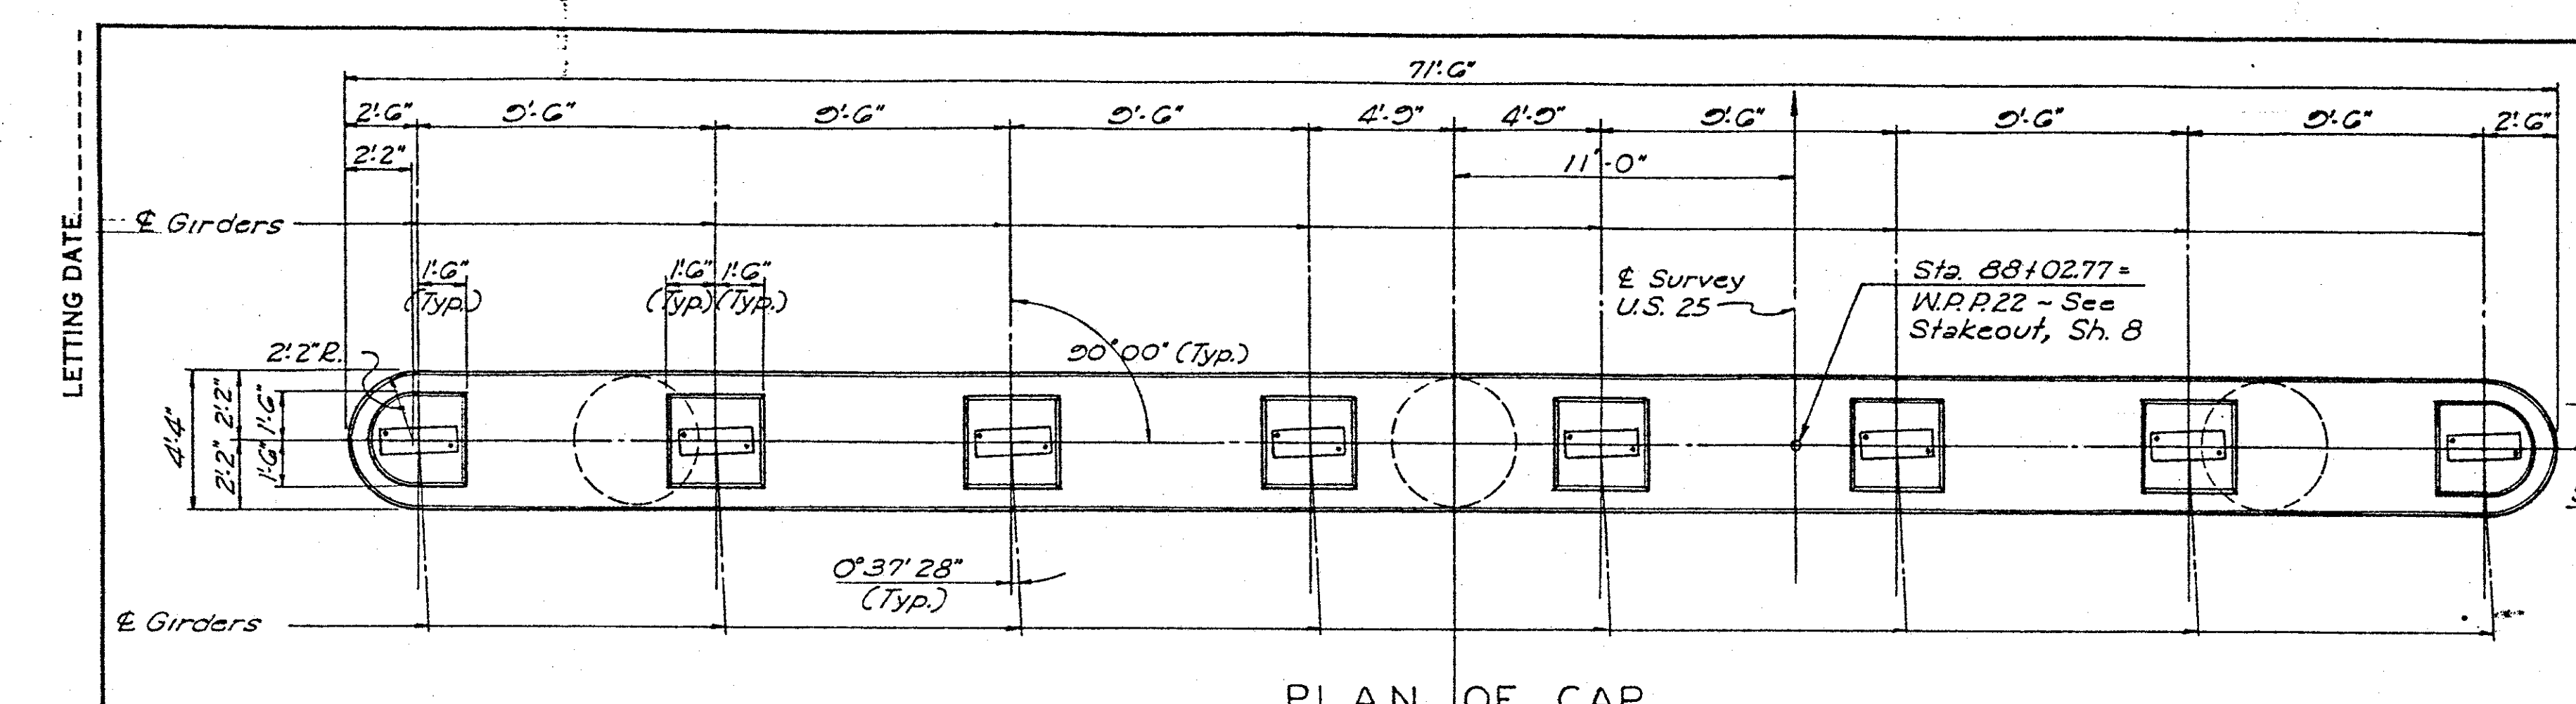 71'-6"
2'-6" 9'-6" 9'-6" 9'-6" 4'-9" 4'-9" 9'-6" 9'-6" 9'-6" 2'-6"
2'-2" 11'-0"
LETTING DATE
℄ Girders
1'-6" 1'-6" 1'-6"
(Typ.) (Typ.) (Typ.)
℄ Survey
U.S. 25
Sta. 88+02.77 =
W.P. P.22 ~ See
Stakeout, Sh. 8
2'-2" R.
90°00" (Typ.)
4'-4"
2'-2" 2'-2"
1'-6" 1'-6"
0°37'28"
(Typ.)
℄ Girders
PLAN OF CAP